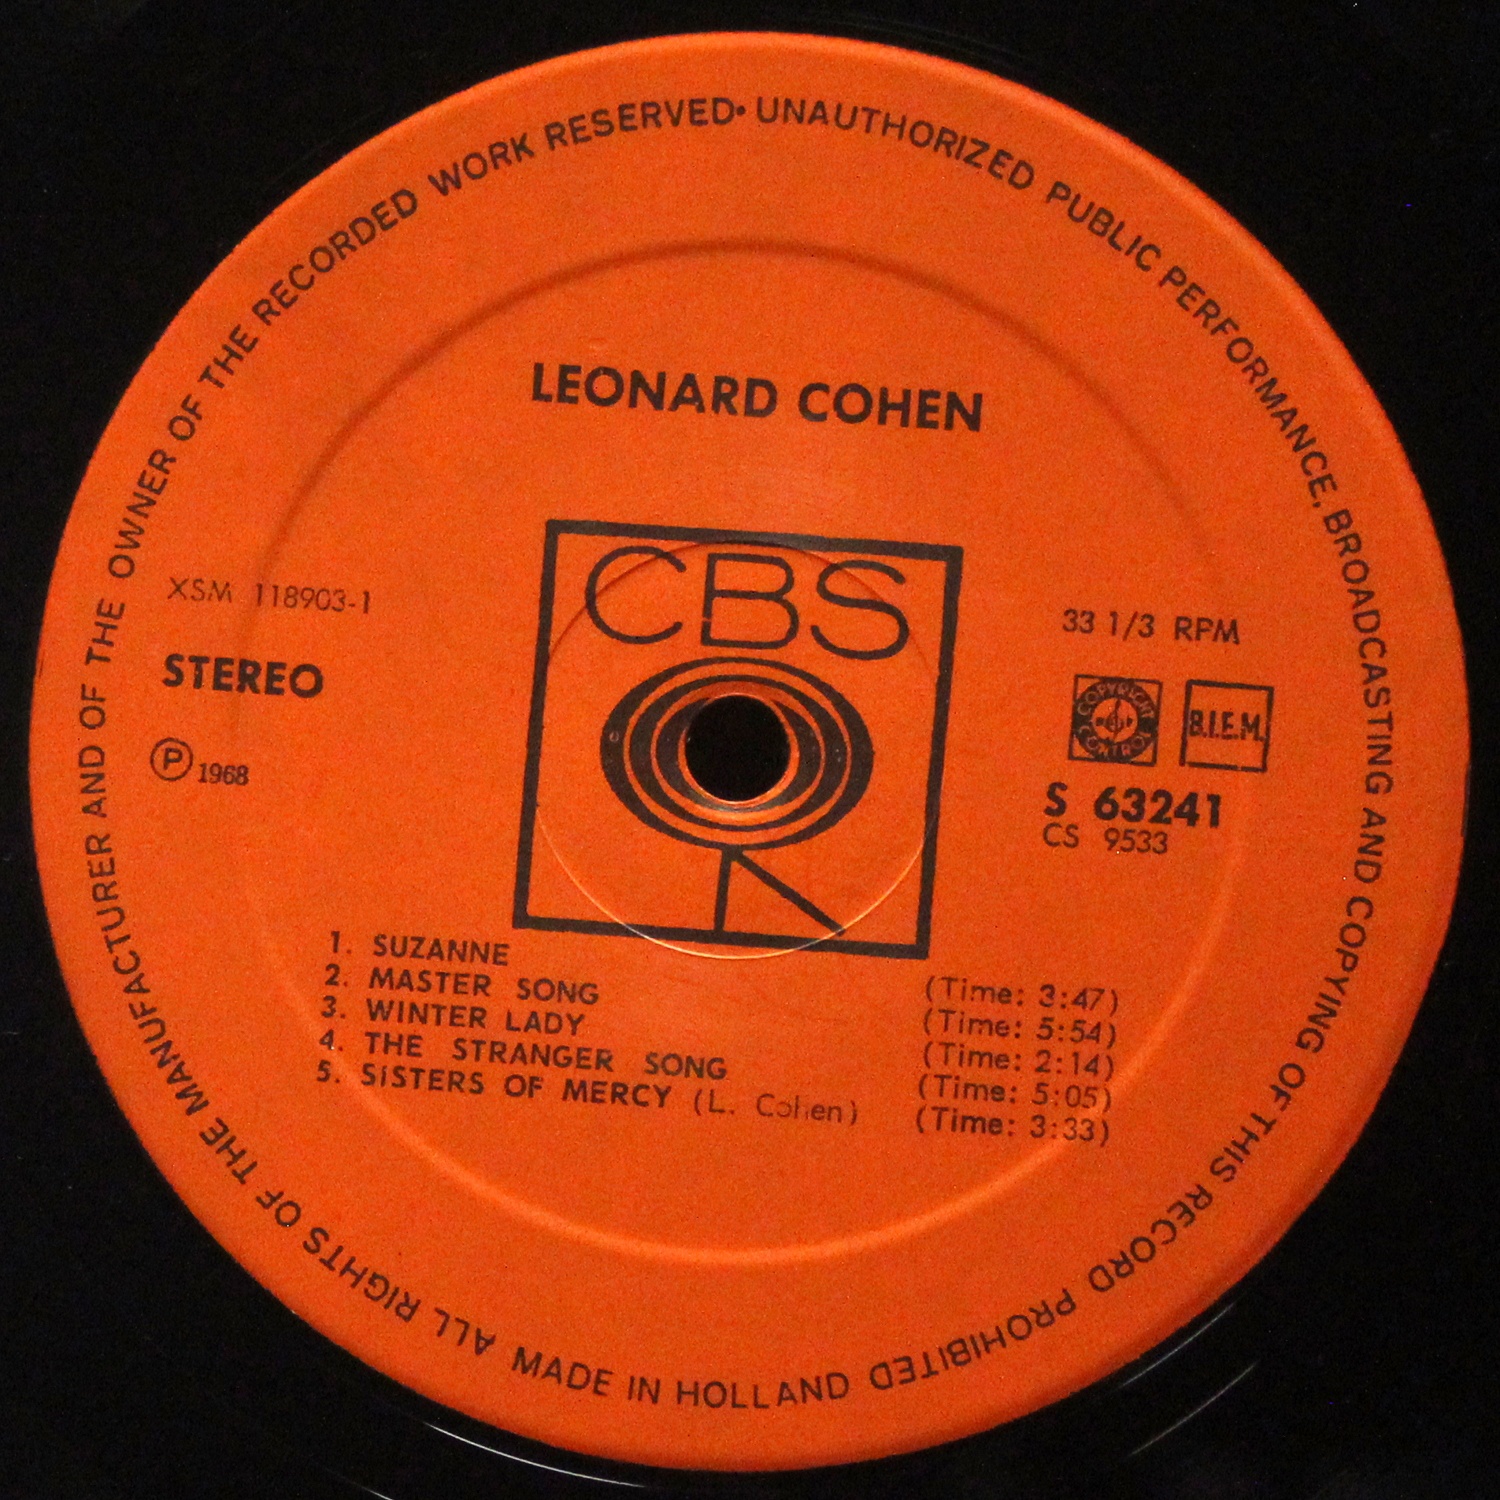 ALL RIGHTS OF THE MANUFACTURER AND OF THE OWNER OF THE RECORDED WORK RESERVED • UNAUTHORIZED PUBLIC PERFORMANCE, BROADCASTING AND COPYING OF THIS RECORD PROHIBITED
MADE IN HOLLAND
LEONARD COHEN
CBS
XSM 118903-1
STEREO
Ⓟ 1968
33 1/3 RPM
COPYRIGHT CONTROL
B.I.E.M.
S 63241
CS 9533
1. SUZANNE (Time: 3:47)
2. MASTER SONG (Time: 5:54)
3. WINTER LADY (Time: 2:14)
4. THE STRANGER SONG (Time: 5:05)
5. SISTERS OF MERCY (L. Cohen) (Time: 3:33)